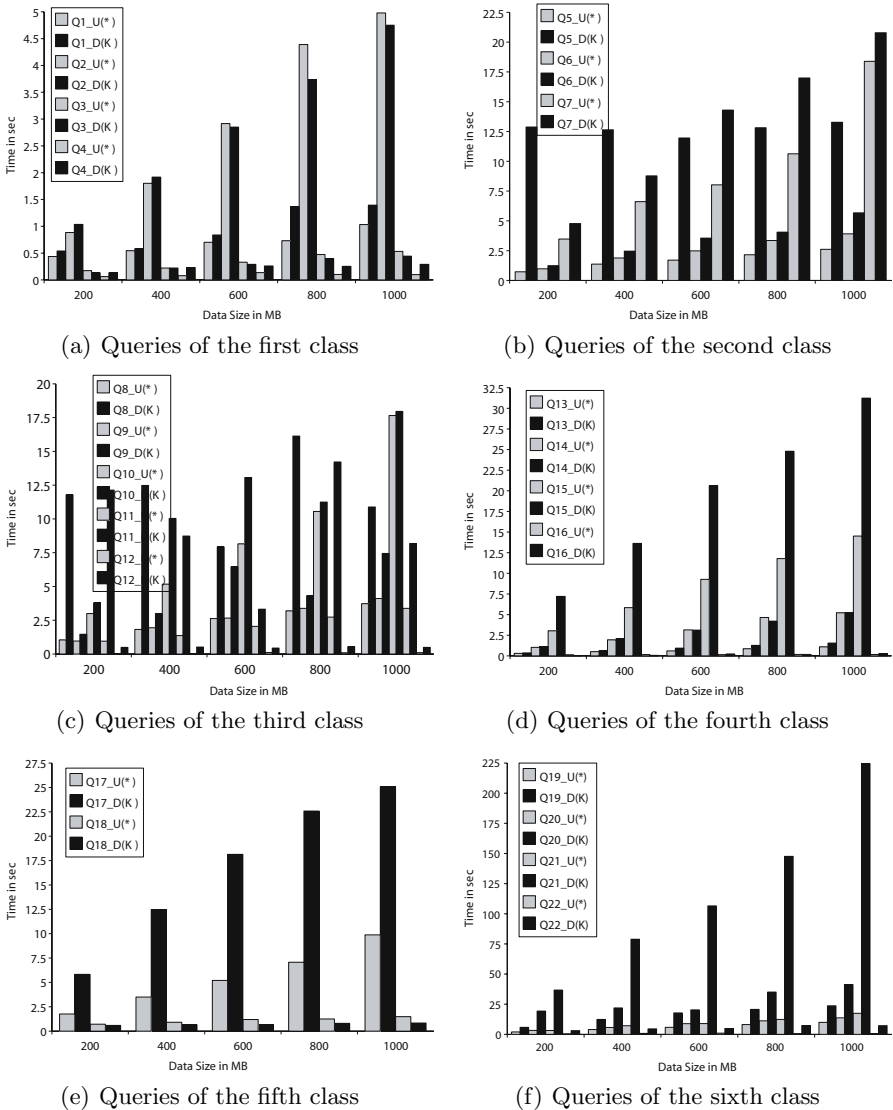 5
4.5
4
3.5
3
2.5
2
1.5
1
0.5
0
Time in sec
Q1_U(* )
Q1_D(K )
Q2_U(* )
Q2_D(K )
Q3_U(* )
Q3_D(K )
Q4_U(* )
Q4_D(K )
200 400 600 800 1000
Data Size in MB
(a) Queries of the first class
22.5
20
17.5
15
12.5
10
7.5
5
2.5
0
Time in sec
Q5_U(* )
Q5_D(K )
Q6_U(* )
Q6_D(K )
Q7_U(* )
Q7_D(K )
200 400 600 800 1000
Data Size in MB
(b) Queries of the second class
20
17.5
15
12.5
10
7.5
5
2.5
0
Time in sec
Q8_U(* )
Q8_D(K )
Q9_U(* )
Q9_D(K )
Q10_U(* )
Q11_U(* )
Q12_U(* )
200 400 600 800 1000
Data Size in MB
(c) Queries of the third class
32.5
30
27.5
25
22.5
20
17.5
15
12.5
10
7.5
5
2.5
0
Time in sec
Q13_U(*)
Q13_D(K)
Q14_U(*)
Q14_D(K)
Q15_U(*)
Q15_D(K)
Q16_U(*)
Q16_D(K)
200 400 600 800 1000
Data Size in MB
(d) Queries of the fourth class
27.5
25
22.5
20
17.5
15
12.5
10
7.5
5
2.5
0
Time in sec
Q17_U(* )
Q17_D(K )
Q18_U(* )
Q18_D(K )
200 400 600 800 1000
Data Size in MB
(e) Queries of the fifth class
225
200
175
150
125
100
75
50
25
0
Time in sec
Q19_U(*)
Q19_D(K)
Q20_U(*)
Q20_D(K)
Q21_U(*)
Q21_D(K)
Q22_U(*)
Q22_D(K)
200 400 600 800 1000
Data Size in MB
(f) Queries of the sixth class